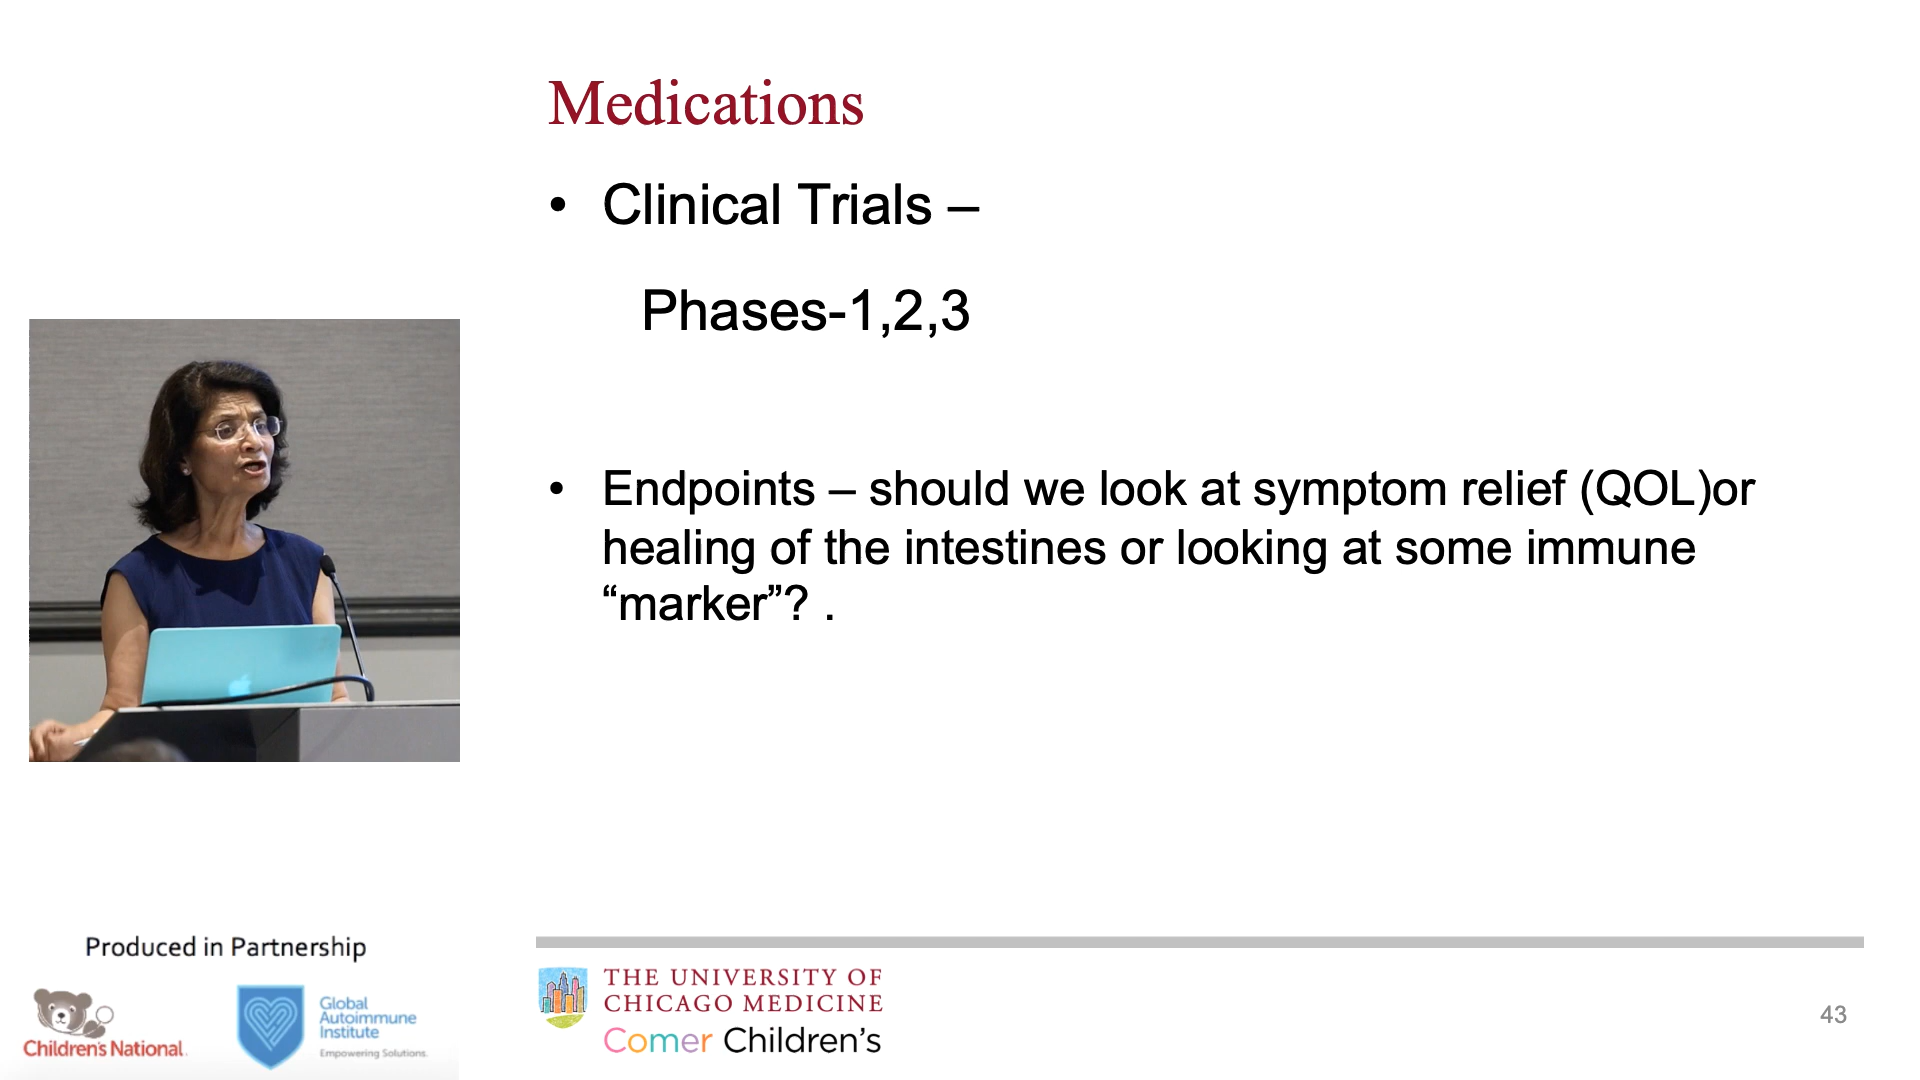 Medications
• Clinical Trials –
Phases-1,2,3
• Endpoints – should we look at symptom relief (QOL)or
healing of the intestines or looking at some immune
“marker”? .
Produced in Partnership
Children's National
Global
Autoimmune
Institute
Empowering Solutions.
THE UNIVERSITY OF
CHICAGO MEDICINE
Comer Children's
43